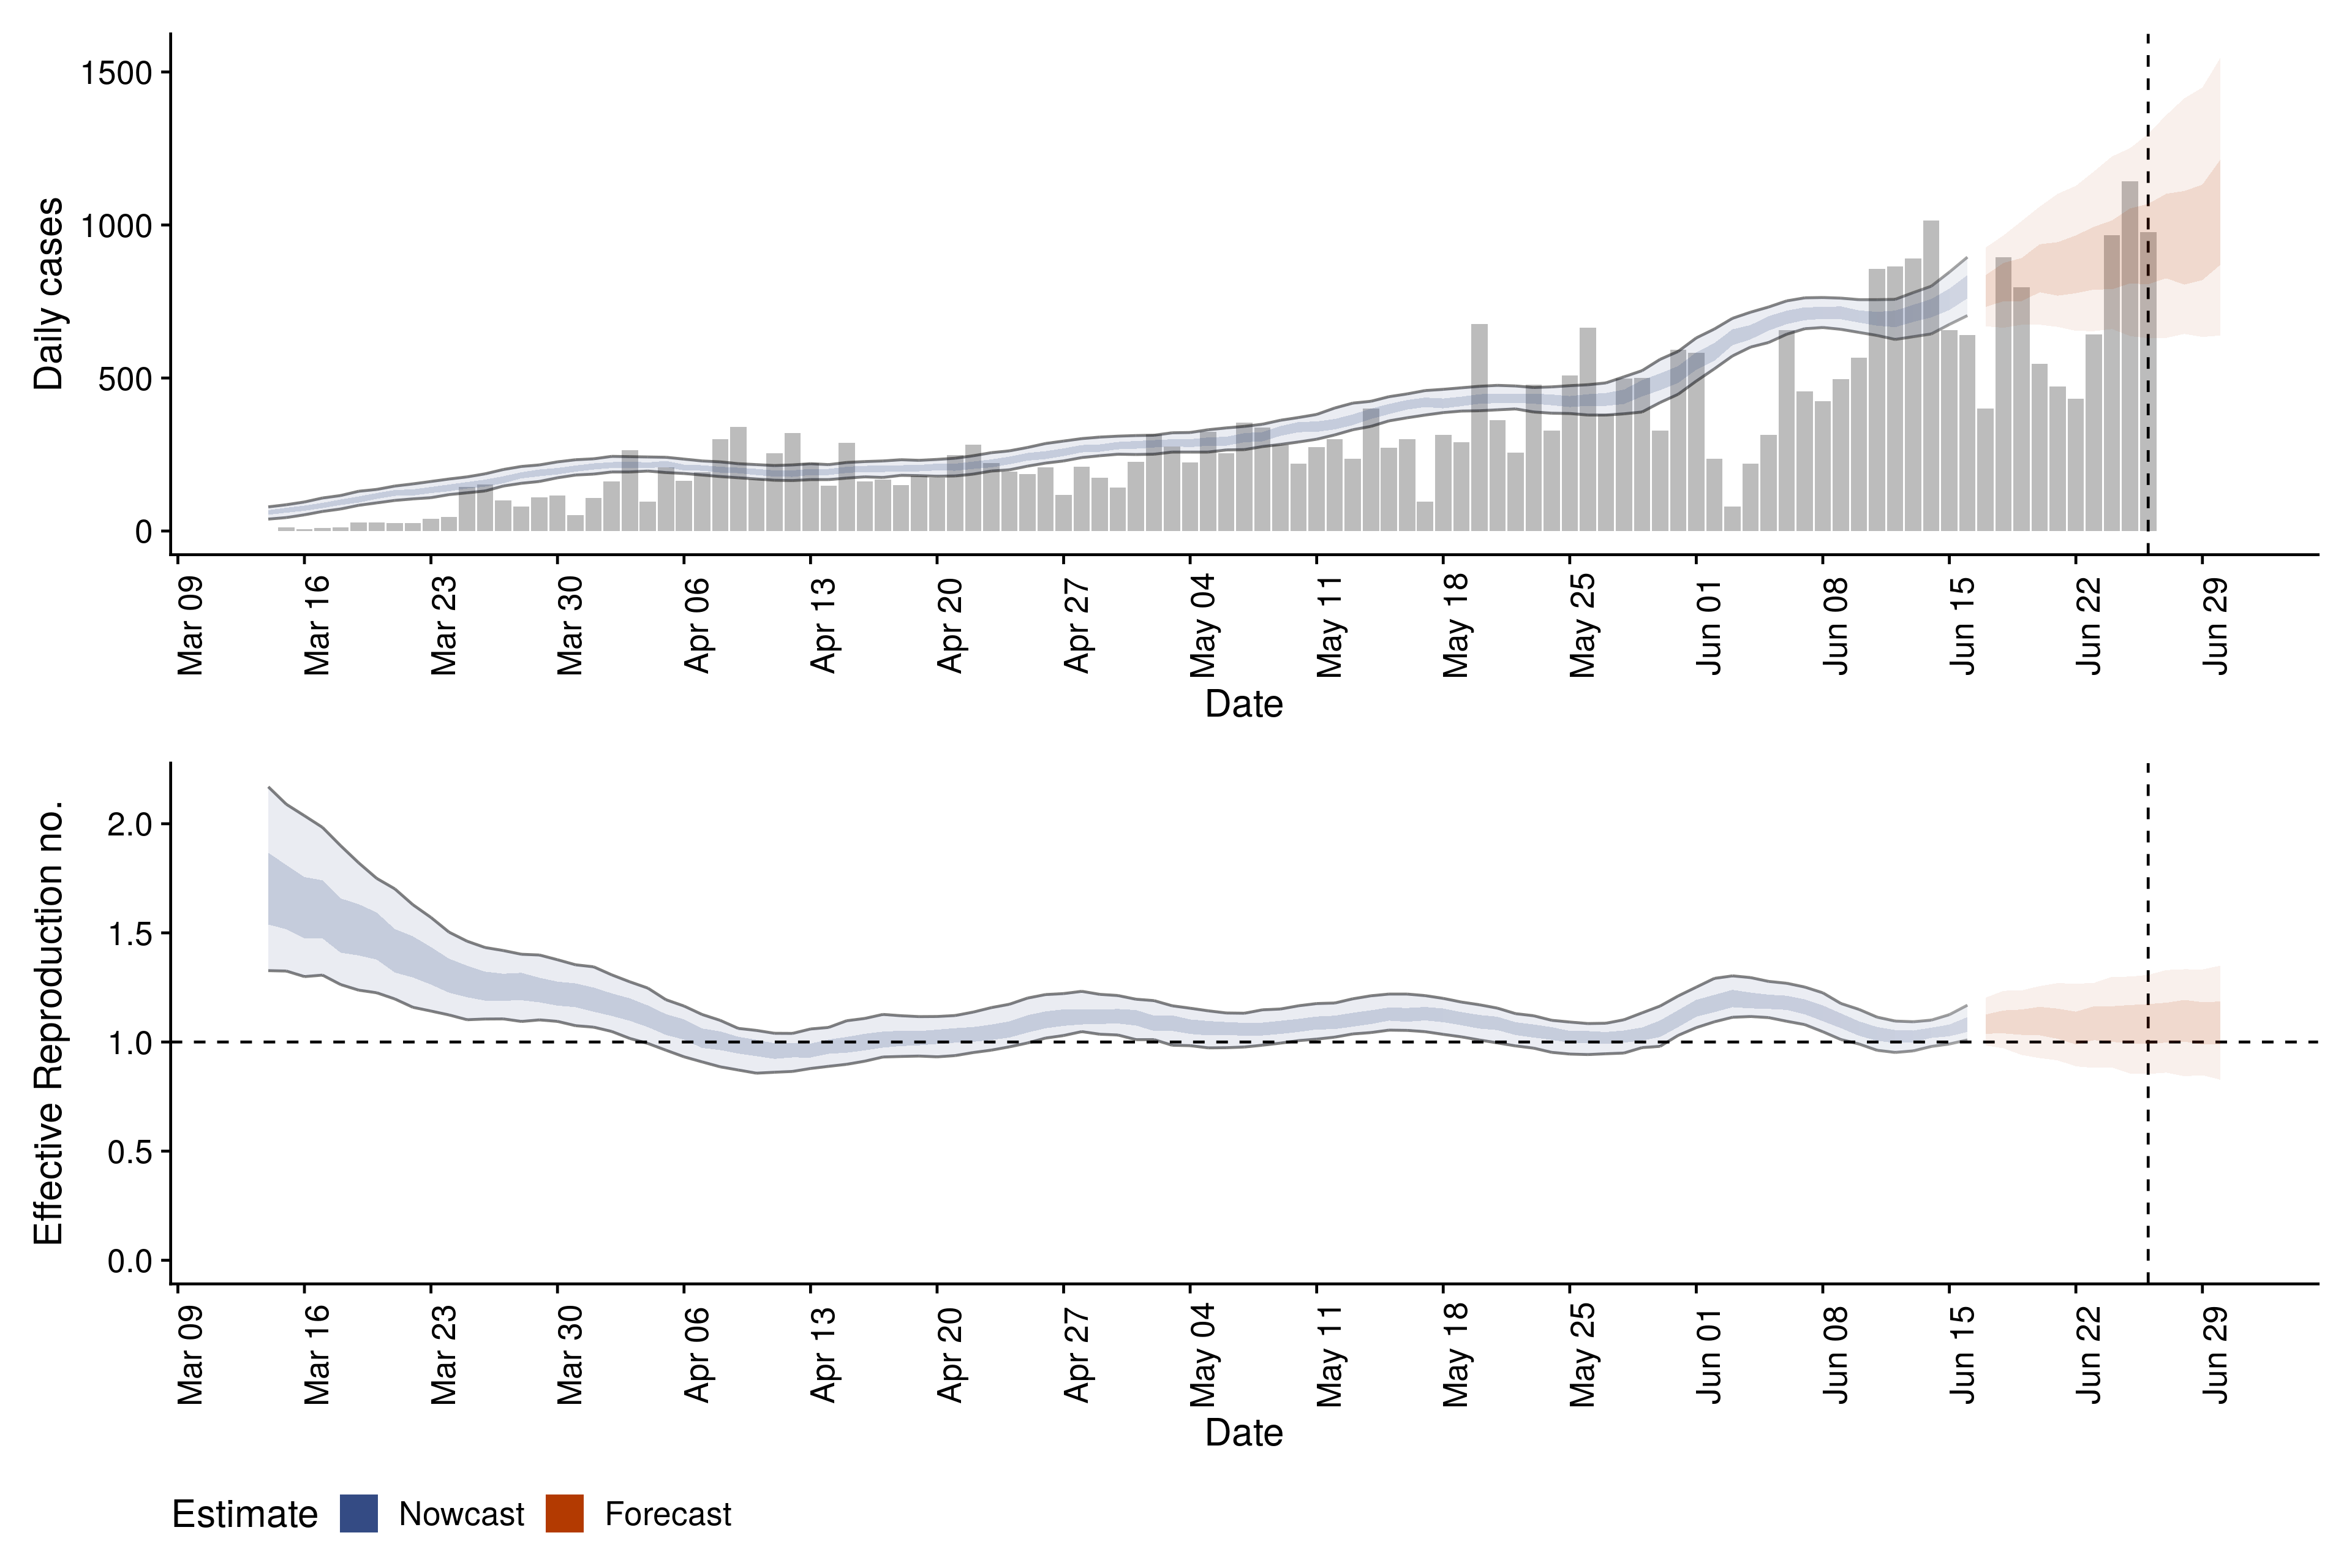 Daily cases
1500
1000
500
0
Mar 09
Mar 16
Mar 23
Mar 30
Apr 06
Apr 13
Apr 20
Apr 27
May 04
May 11
May 18
May 25
Jun 01
Jun 08
Jun 15
Jun 22
Jun 29
Date
Effective Reproduction no.
2.0
1.5
1.0
0.5
0.0
Mar 09
Mar 16
Mar 23
Mar 30
Apr 06
Apr 13
Apr 20
Apr 27
May 04
May 11
May 18
May 25
Jun 01
Jun 08
Jun 15
Jun 22
Jun 29
Date
Estimate Nowcast Forecast